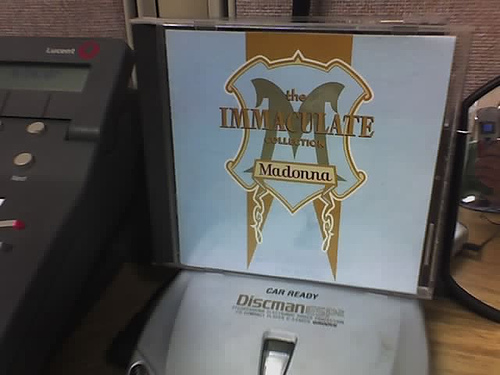 Lucent
the
IMMACULATE
COLLECTION
Madonna
CAR READY
Discman